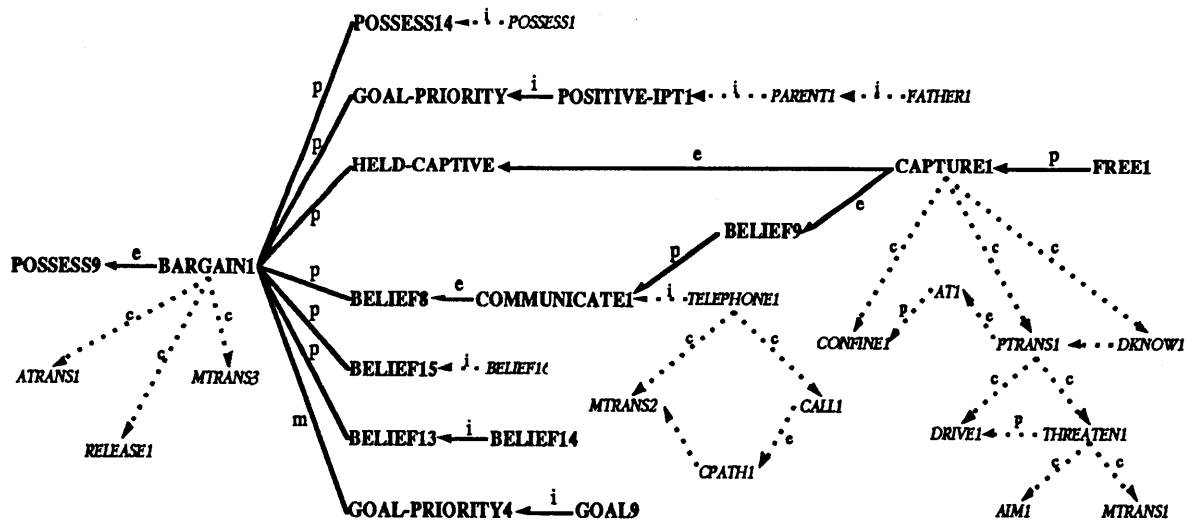 POSSESS14 i POSSESS1
p
GOAL-PRIORITY i POSITIVE-IPT1 i PARENT1 i FATHER1
p
HELD-CAPTIVE e CAPTURE1 p FREE1
p e
BELIEF9
c c c
POSSESS9 e BARGAIN1
p p
BELIEF8 e COMMUNICATE1 i TELEPHONE1
AT1
p e
c c c
p
CONFINE1 PTRANS1 DKNOW1
ATRANS1 MTRANS3
p
BELIEF15 i
c c
c c
MTRANS2 CALL1
m
RELEASE1
BELIEF13 i BELIEF14
e
DRIVE1 p THREATEN1
CPATH1
c c
GOAL-PRIORITY4 i GOAL9
AIM1 MTRANS1